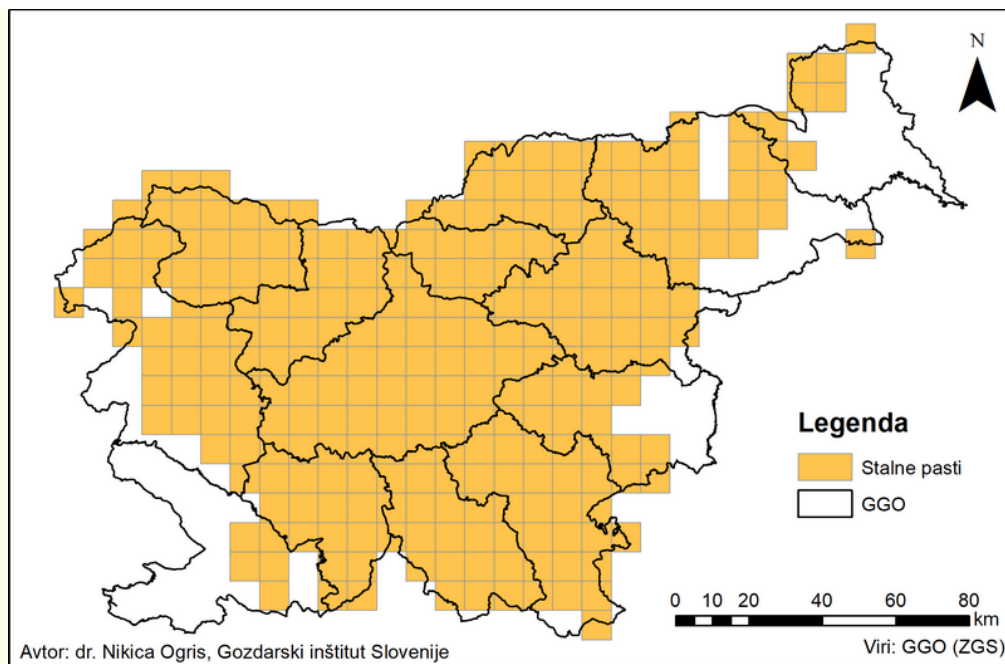 N
Legenda
Stalne pasti
GGO
0 5 10 20 40 60 80
km
Avtor: dr. Nikica Ogris, Gozdarski inštitut Slovenije
Viri: GGO (ZGS)